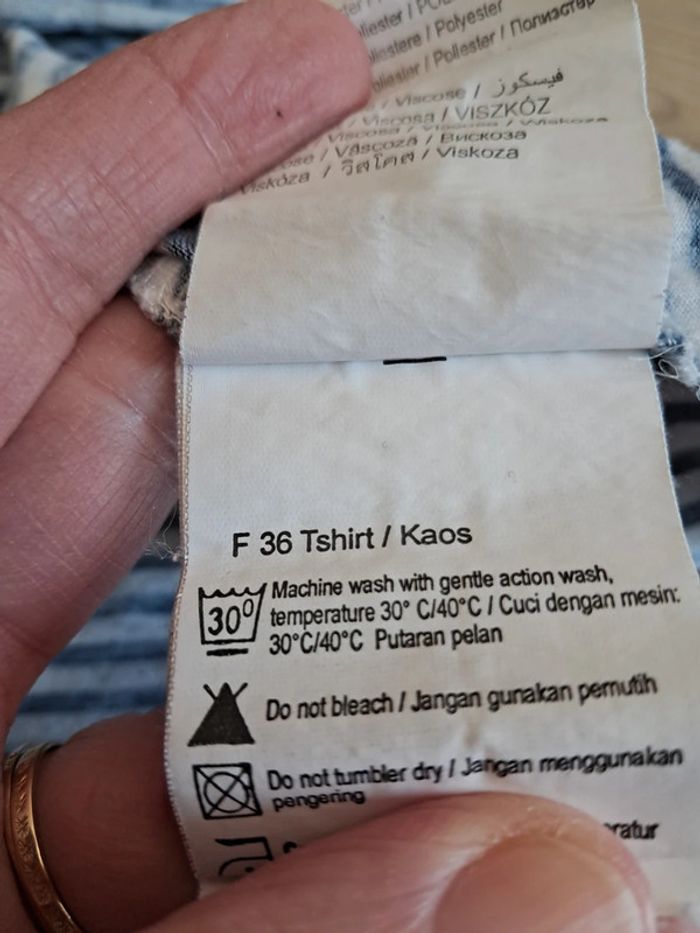 Polyester / Polyester
Poliester / Poliester / Полиэстер
Viscose / فيسكوز
Viscosa / VISZKÓZ
Viscosa
Vâscoză / Вискоза
Viskóza / วิสโคส / Viskoza
F 36 Tshirt / Kaos
30°
Machine wash with gentle action wash,
temperature 30° C/40°C / Cuci dengan mesin:
30°C/40°C Putaran pelan
Do not bleach / Jangan gunakan pemutih
Do not tumbler dry / Jangan menggunakan
pengering